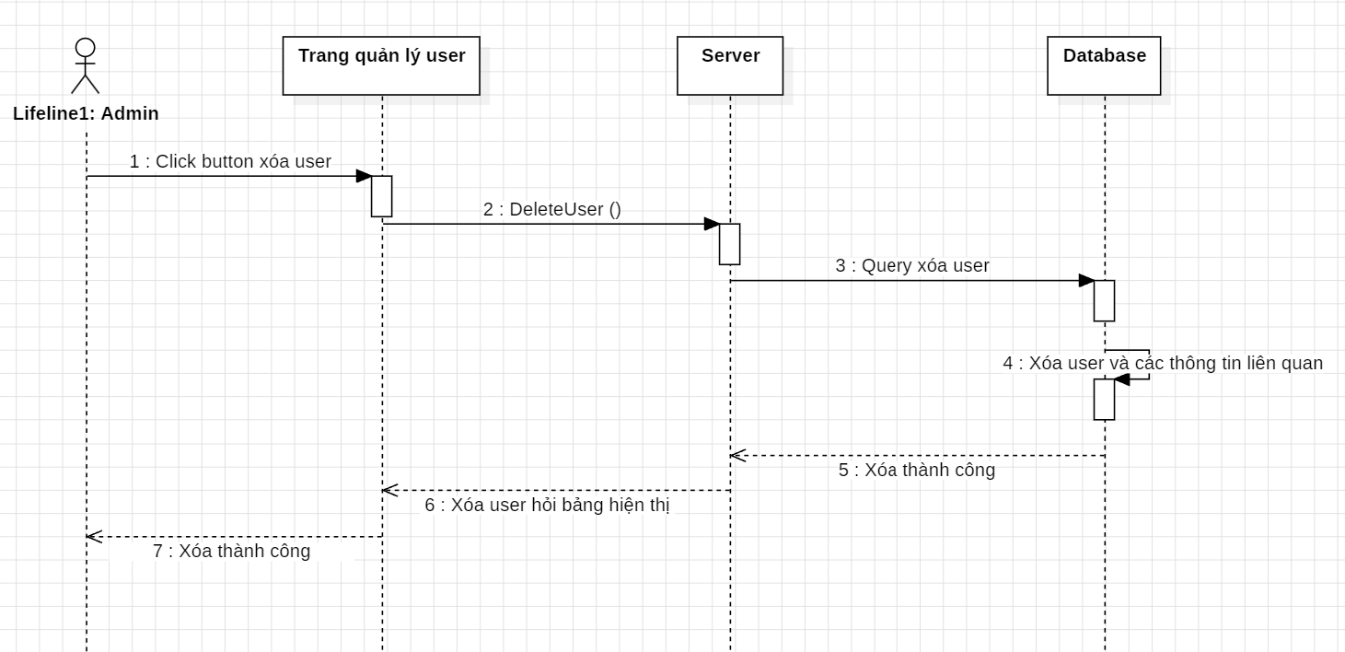 Trang quản lý user
Server
Database
Lifeline1: Admin
1 : Click button xóa user
2 : DeleteUser ()
3 : Query xóa user
4 : Xóa user và các thông tin liên quan
5 : Xóa thành công
6 : Xóa user hỏi bảng hiện thị
7 : Xóa thành công